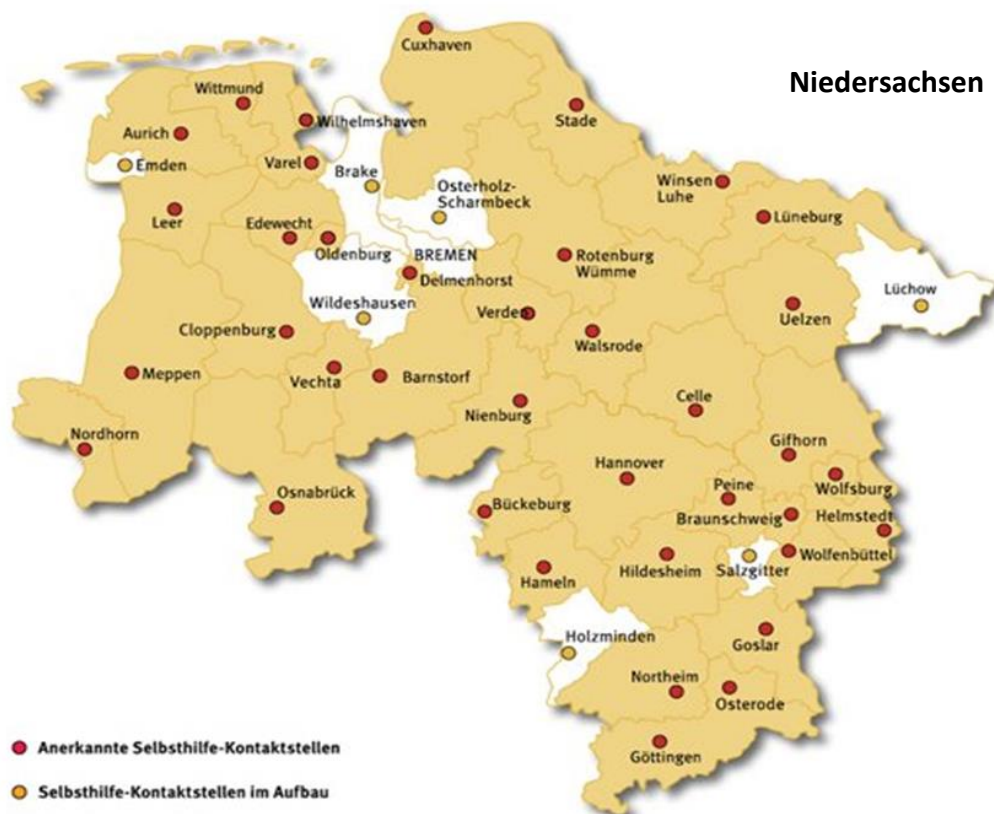 Niedersachsen
Cuxhaven
Wittmund
Wilhelmshaven
Stade
Aurich
Emden
Varel
Brake
Osterholz-
Scharmbeck
Winsen
Luhe
Lüneburg
Leer
Edewecht
Oldenburg
BREMEN
Delmenhorst
Rotenburg
Wümme
Lüchow
Wildeshausen
Verden
Uelzen
Cloppenburg
Walsrode
Meppen
Vechta
Barnstorf
Nienburg
Celle
Nordhorn
Gifhorn
Hannover
Osnabrück
Bückeburg
Peine
Wolfsburg
Braunschweig
Helmstedt
Hameln
Hildesheim
Salzgitter
Wolfenbüttel
Holzminden
Goslar
Northeim
Osterode
Göttingen
Anerkannte Selbsthilfe-Kontaktstellen
Selbsthilfe-Kontaktstellen im Aufbau